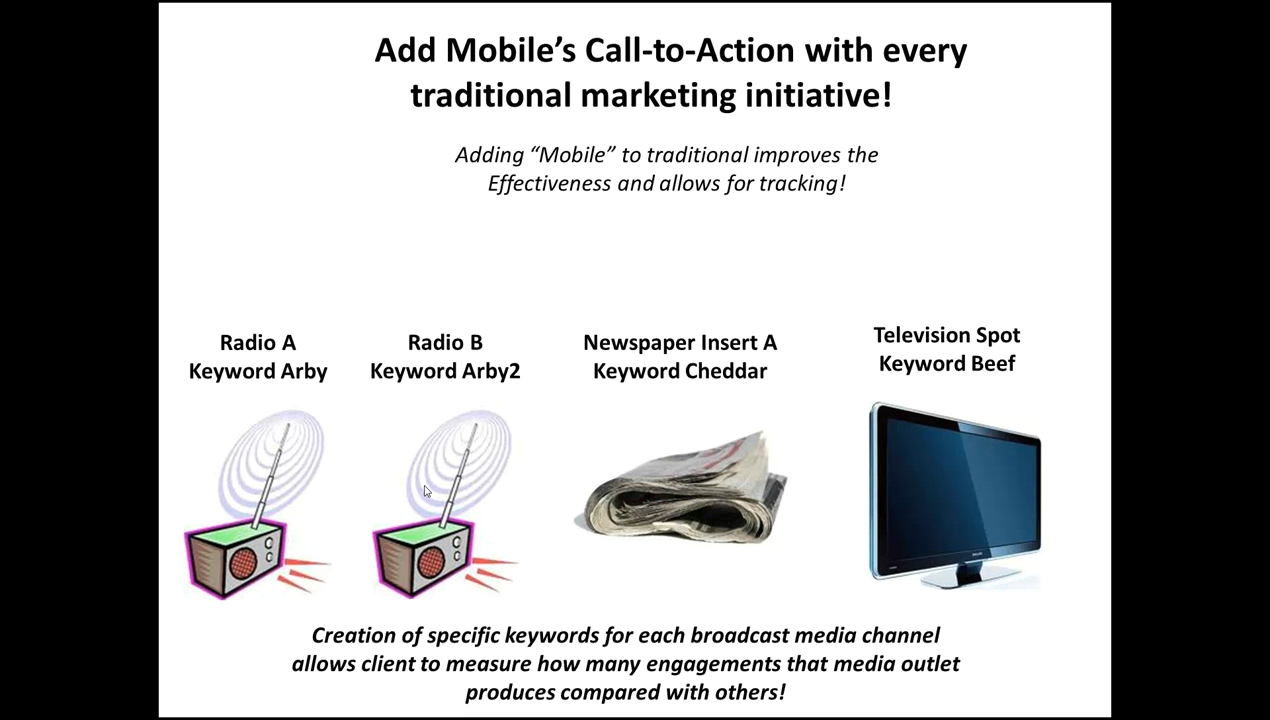 Add Mobile's Call-to-Action with every
traditional marketing initiative!
Adding “Mobile” to traditional improves the
Effectiveness and allows for tracking!
Radio A
Keyword Arby
Radio B
Keyword Arby2
Newspaper Insert A
Keyword Cheddar
Television Spot
Keyword Beef
Creation of specific keywords for each broadcast media channel
allows client to measure how many engagements that media outlet
produces compared with others!